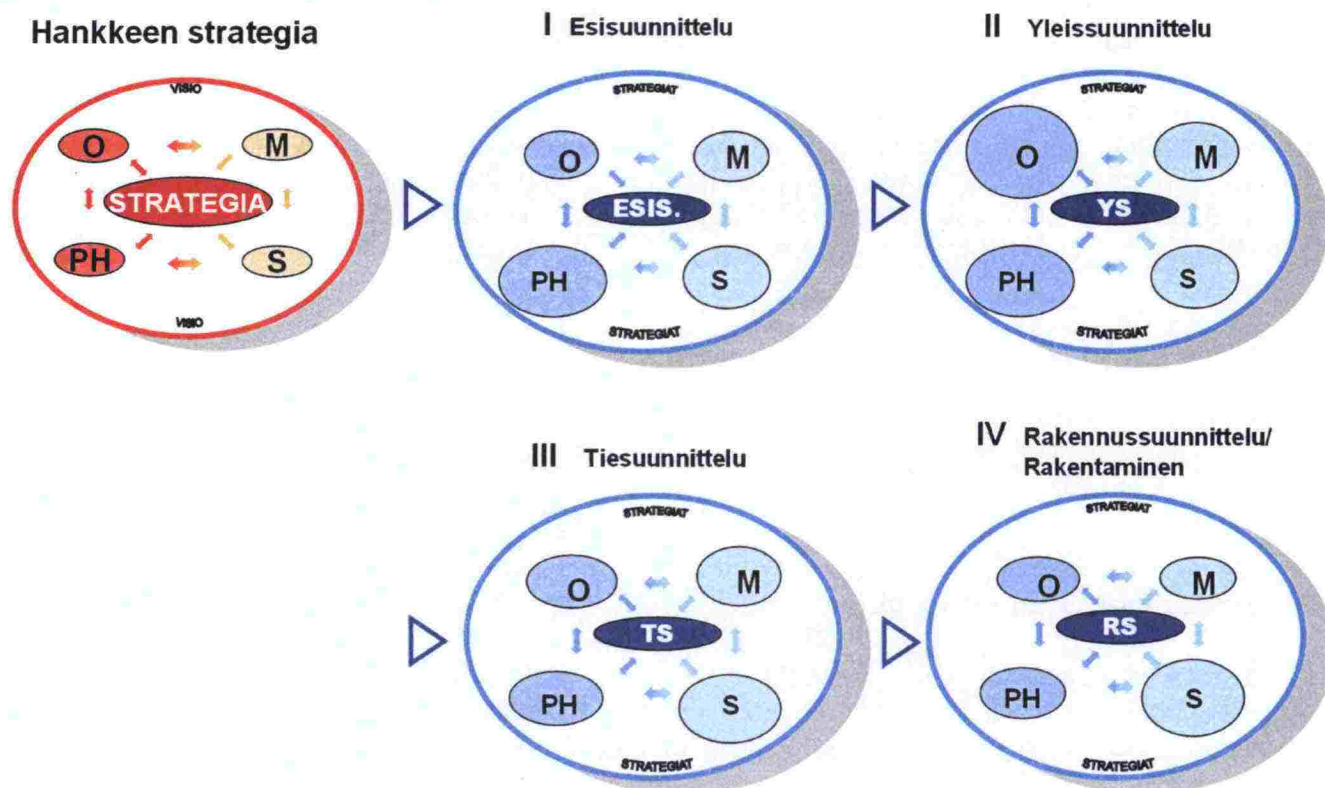 Hankkeen strategia
VISIO
O
M
STRATEGIA
PH
S
VISIO
I Esisuunnittelu
STRATEGIAT
O
M
ESIS.
PH
S
STRATEGIAT
II Yleissuunnittelu
STRATEGIAT
O
M
YS
PH
S
STRATEGIAT
III Tiesuunnittelu
STRATEGIAT
O
M
TS
PH
S
STRATEGIAT
IV Rakennussuunnittelu/
Rakentaminen
STRATEGIAT
O
M
RS
PH
S
STRATEGIAT